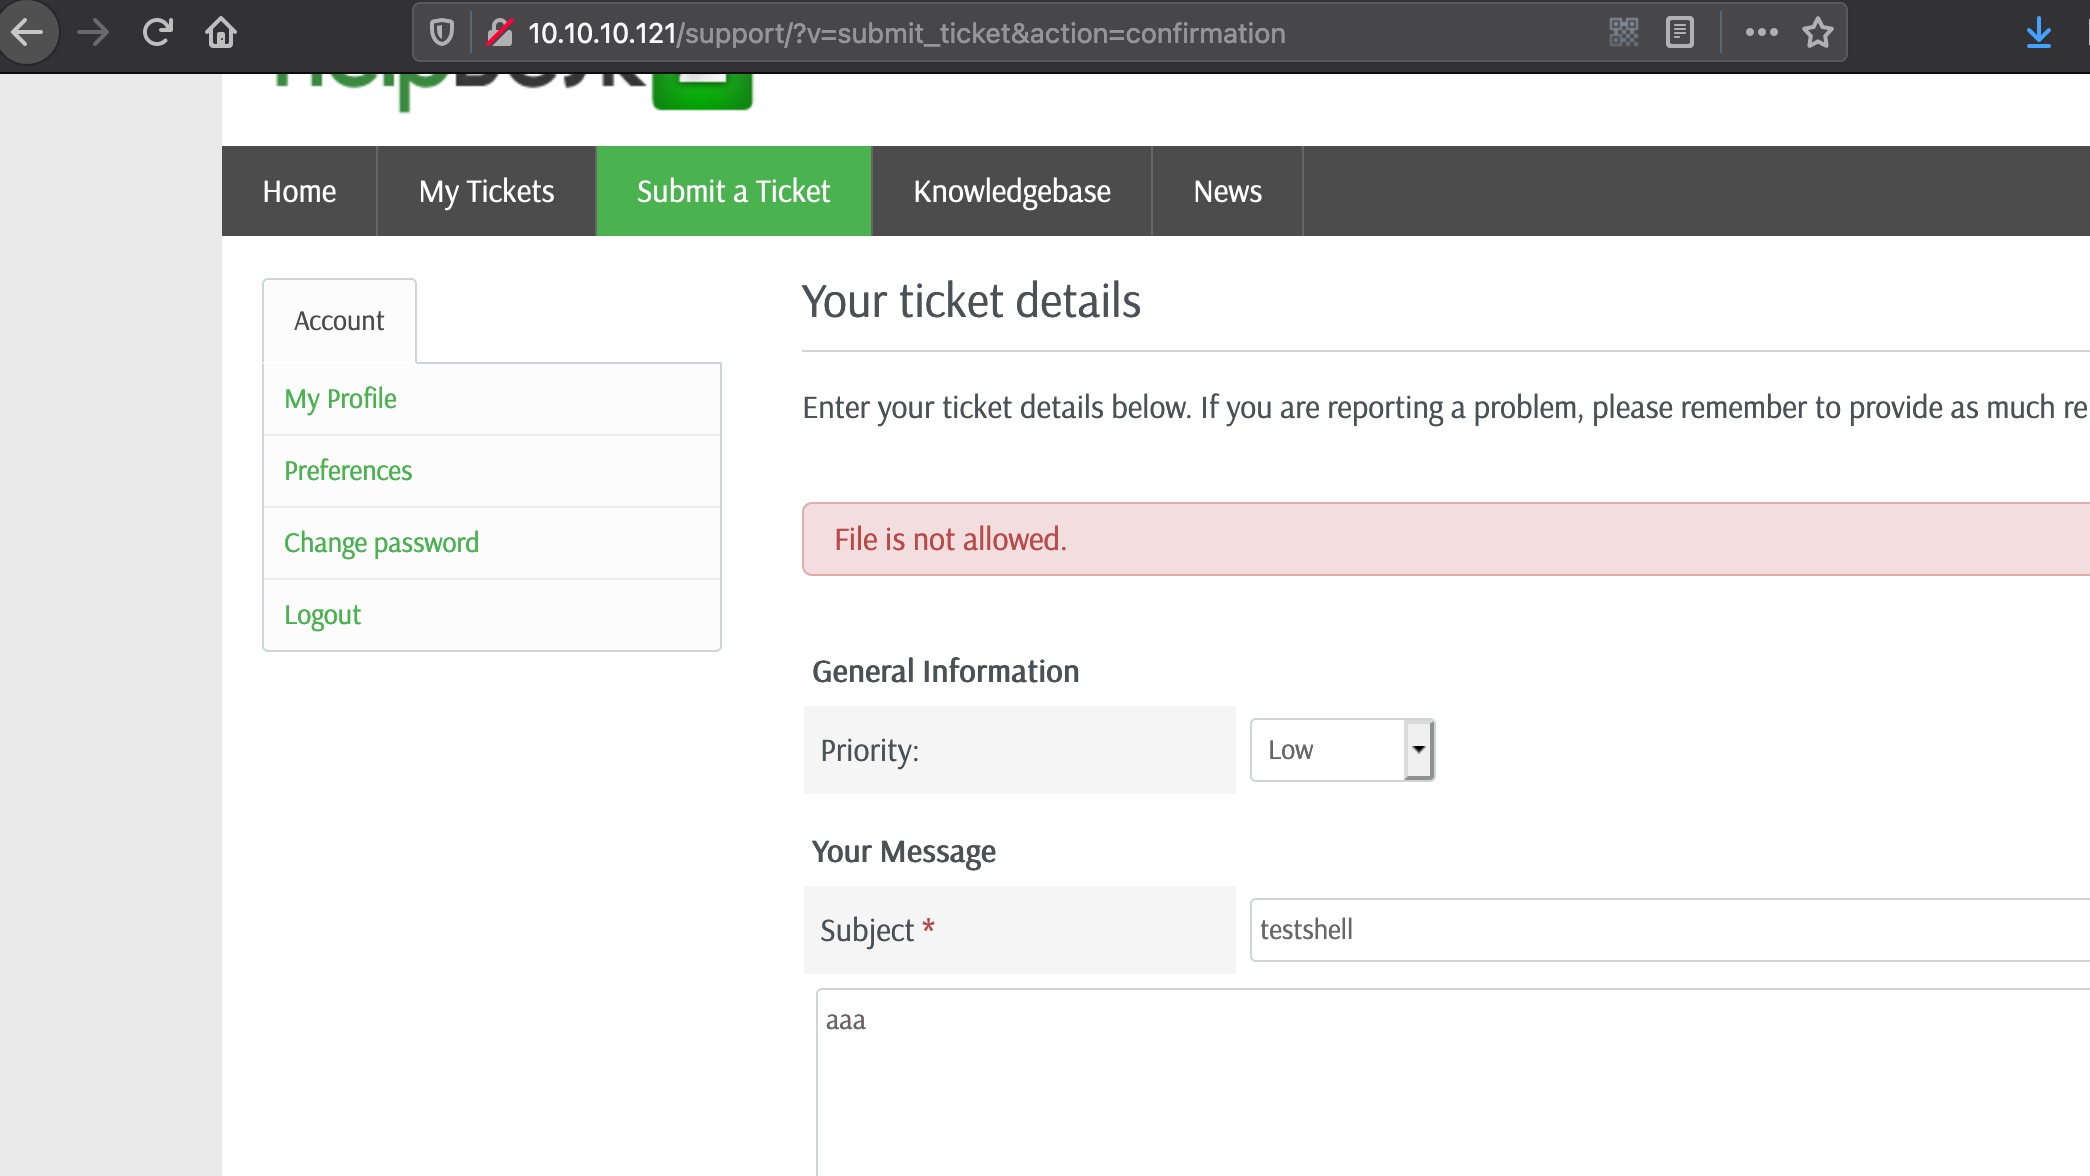 10.10.10.121/support/?v=submit_ticket&action=confirmation
HelpDesk
Home My Tickets Submit a Ticket Knowledgebase News
Account
My Profile
Preferences
Change password
Logout
Your ticket details
Enter your ticket details below. If you are reporting a problem, please remember to provide as much re
File is not allowed.
General Information
Priority: Low
Your Message
Subject * testshell
aaa